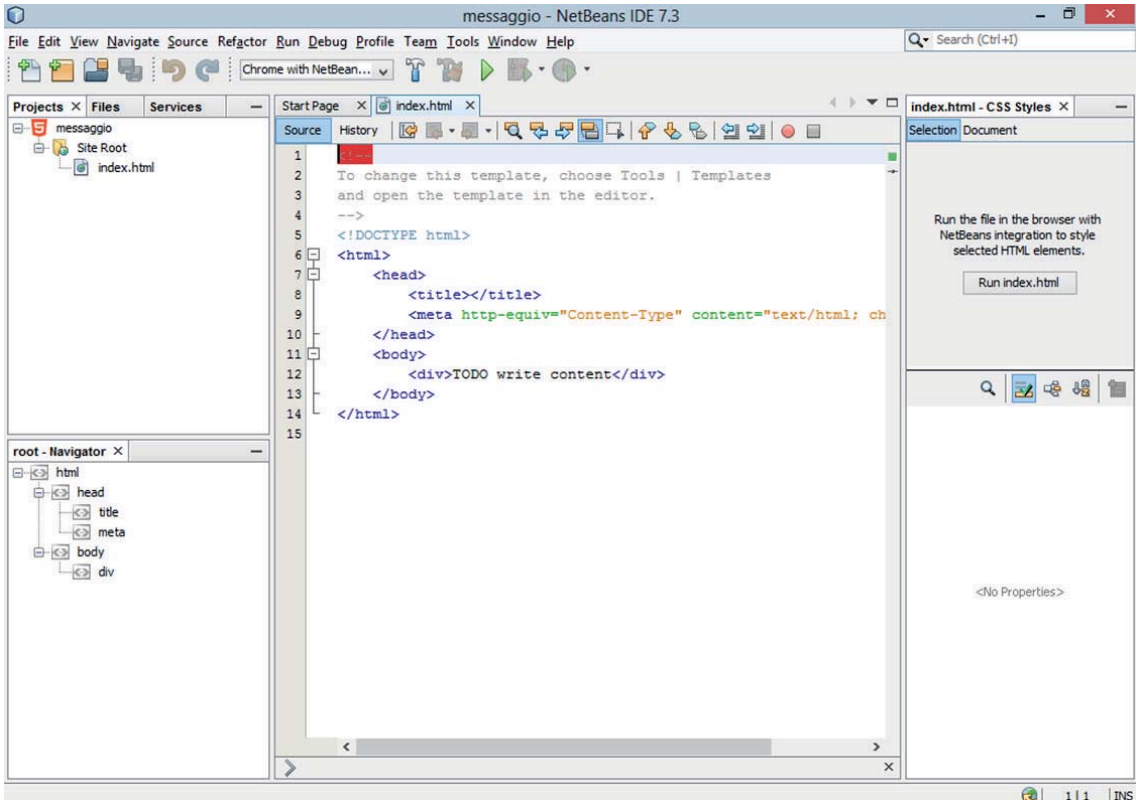 messaggio - NetBeans IDE 7.3
File Edit View Navigate Source Refactor Run Debug Profile Team Tools Window Help
Search (Ctrl+I)
Chrome with NetBean...
Projects Files Services
messaggio
Site Root
index.html
root - Navigator
html
head
title
meta
body
div
Start Page index.html
Source History
1 <!--
2 To change this template, choose Tools | Templates
3 and open the template in the editor.
4 -->
5 <!DOCTYPE html>
6 <html>
7 <head>
8 <title></title>
9 <meta http-equiv="Content-Type" content="text/html; ch
10 </head>
11 <body>
12 <div>TODO write content</div>
13 </body>
14 </html>
15
index.html - CSS Styles
Selection Document
Run the file in the browser with
NetBeans integration to style
selected HTML elements.
Run index.html
<No Properties>
1 | 1 INS